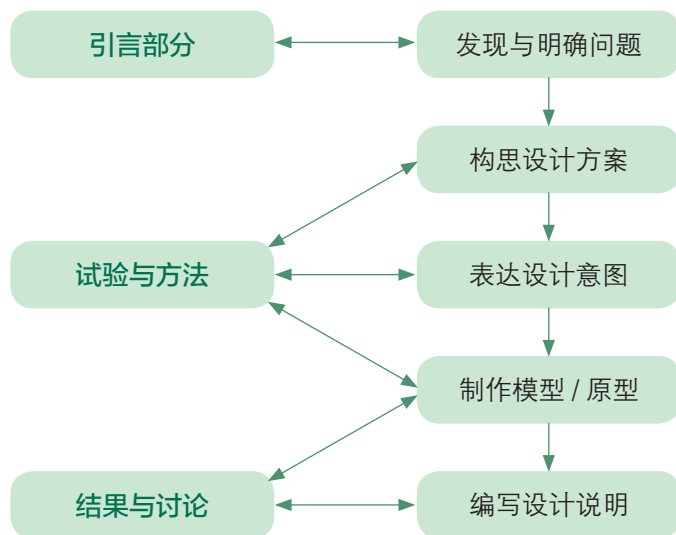 引言部分
发现与明确问题
构思设计方案
试验与方法
表达设计意图
制作模型 / 原型
结果与讨论
编写设计说明